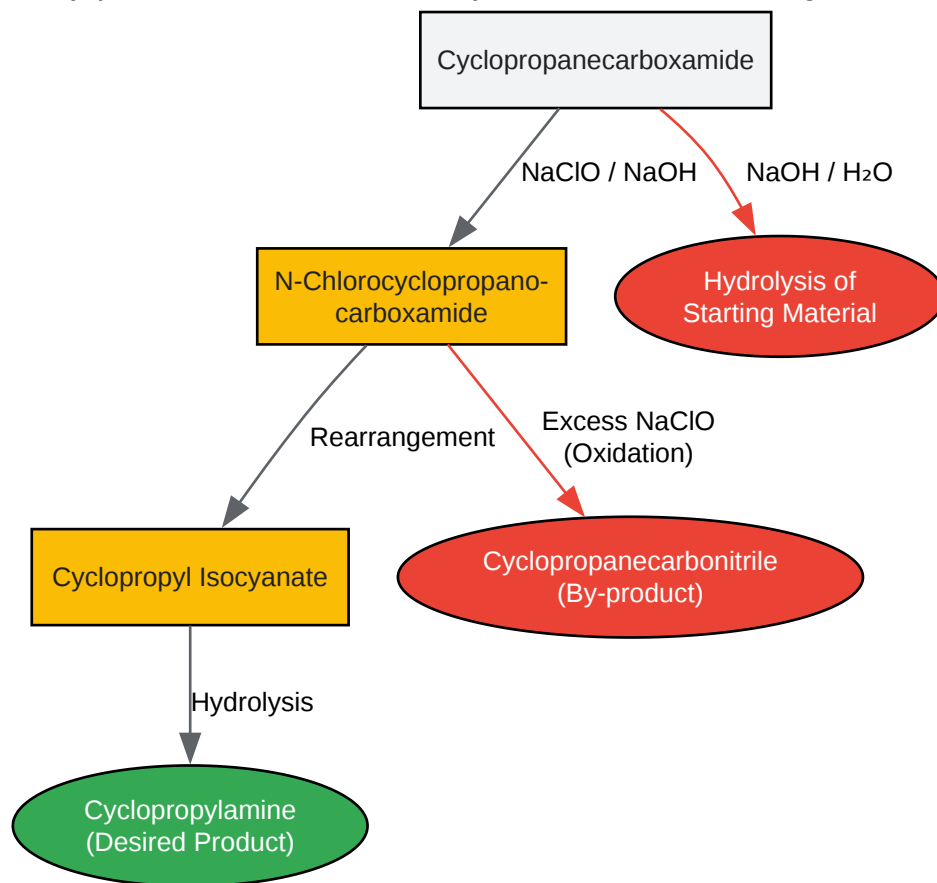 Cyclopropanecarboxamide
NaClO / NaOH
NaOH / H₂O
N-Chlorocyclopropano-
carboxamide
Hydrolysis of
Starting Material
Rearrangement
Excess NaClO
(Oxidation)
Cyclopropyl Isocyanate
Cyclopropanecarbonitrile
(By-product)
Hydrolysis
Cyclopropylamine
(Desired Product)